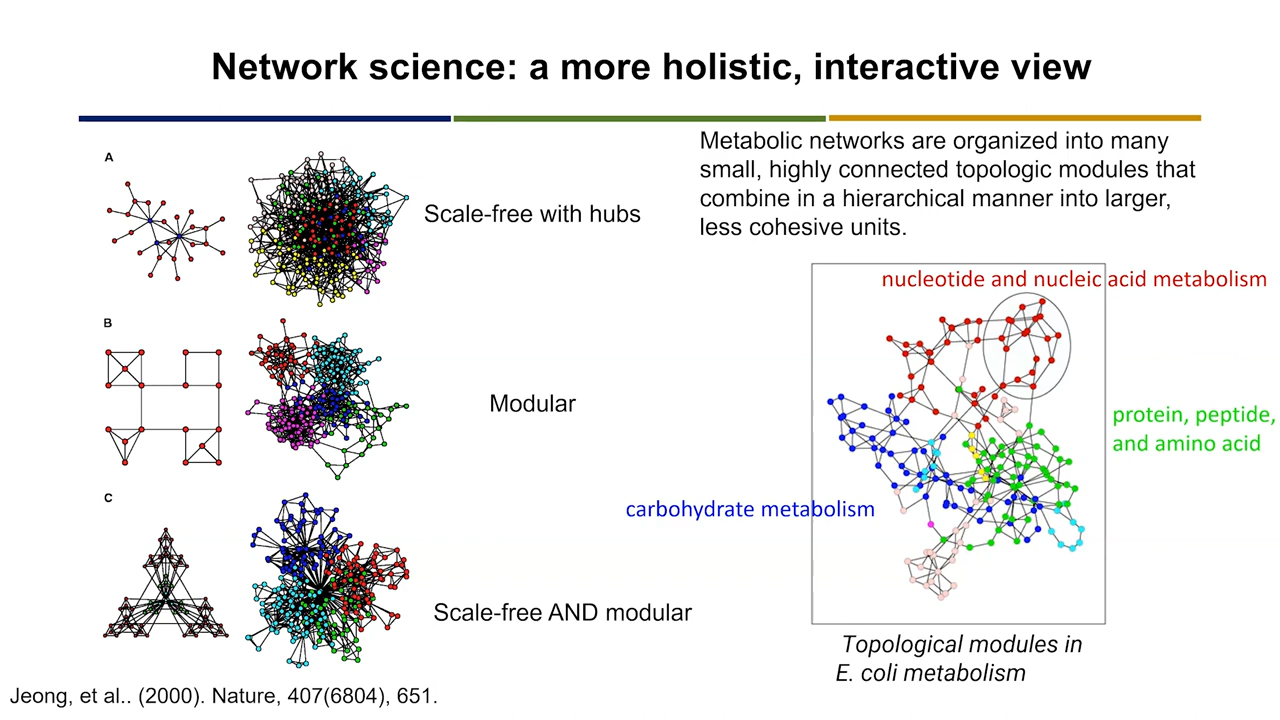 Network science: a more holistic, interactive view
A
Scale-free with hubs
B
Modular
C
Scale-free AND modular
Metabolic networks are organized into many
small, highly connected topologic modules that
combine in a hierarchical manner into larger,
less cohesive units.
nucleotide and nucleic acid metabolism
protein, peptide,
and amino acid
carbohydrate metabolism
Topological modules in
E. coli metabolism
Jeong, et al.. (2000). Nature, 407(6804), 651.